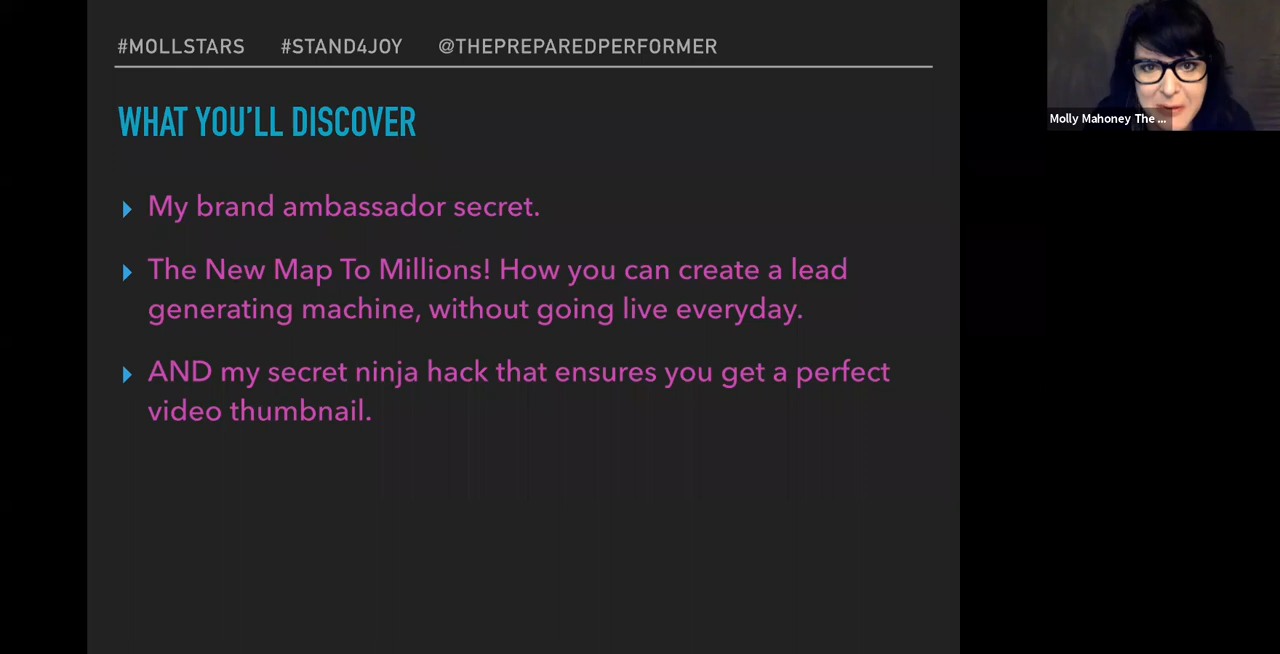 #MOLLSTARS #STAND4JOY @THEPREPAREDPERFORMER
WHAT YOU'LL DISCOVER
My brand ambassador secret.
The New Map To Millions! How you can create a lead
generating machine, without going live everyday.
AND my secret ninja hack that ensures you get a perfect
video thumbnail.
Molly Mahoney The ...